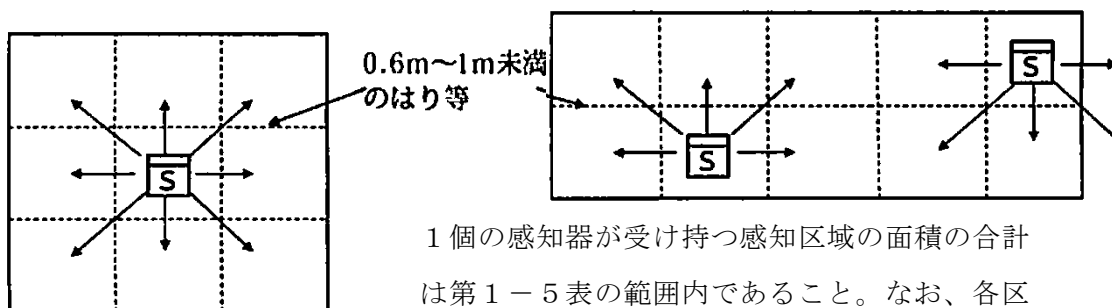 0.6m～1m未満
のはり等
S
S
S
１個の感知器が受け持つ感知区域の面積の合計
は第１－５表の範囲内であること。なお、各区